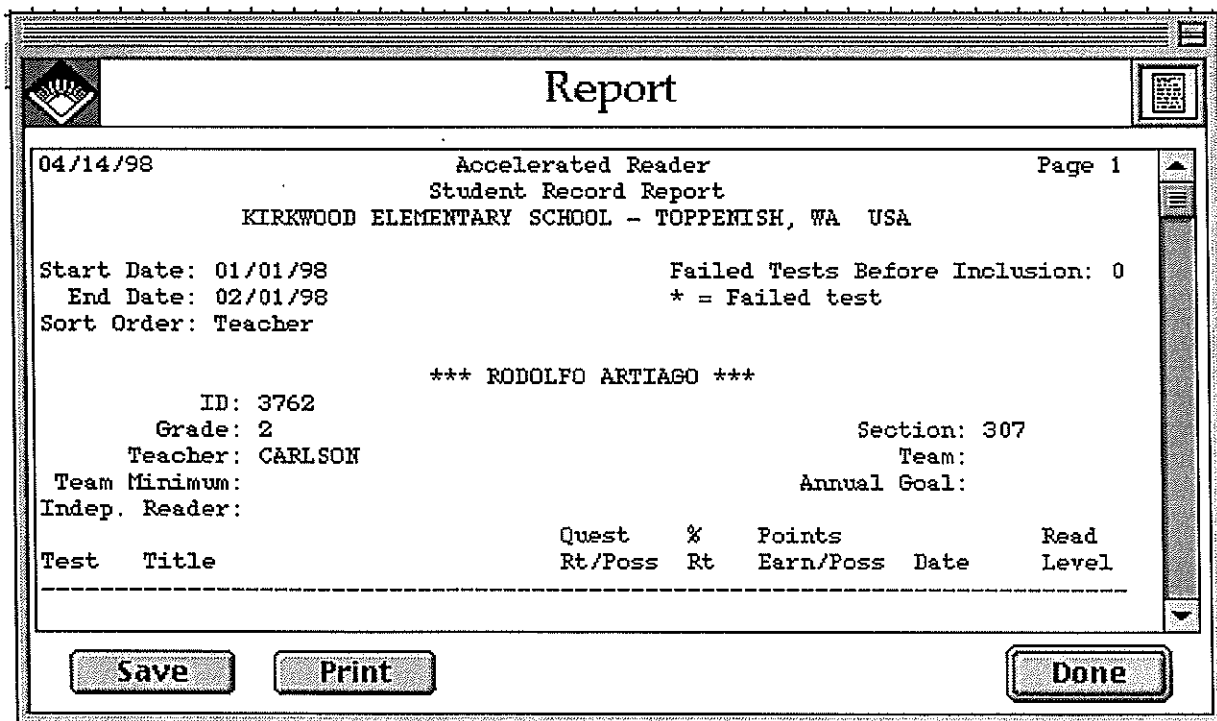 Report
04/14/98 Accelerated Reader Page 1
Student Record Report
KIRKWOOD ELEMENTARY SCHOOL - TOPPENISH, WA USA
Start Date: 01/01/98 Failed Tests Before Inclusion: 0
End Date: 02/01/98 * = Failed test
Sort Order: Teacher
*** RODOLFO ARTIAGO ***
ID: 3762
Grade: 2 Section: 307
Teacher: CARLSON Team:
Team Minimum: Annual Goal:
Indep. Reader:
Quest % Points Read
Test Title Rt/Poss Rt Earn/Poss Date Level
Save Print Done